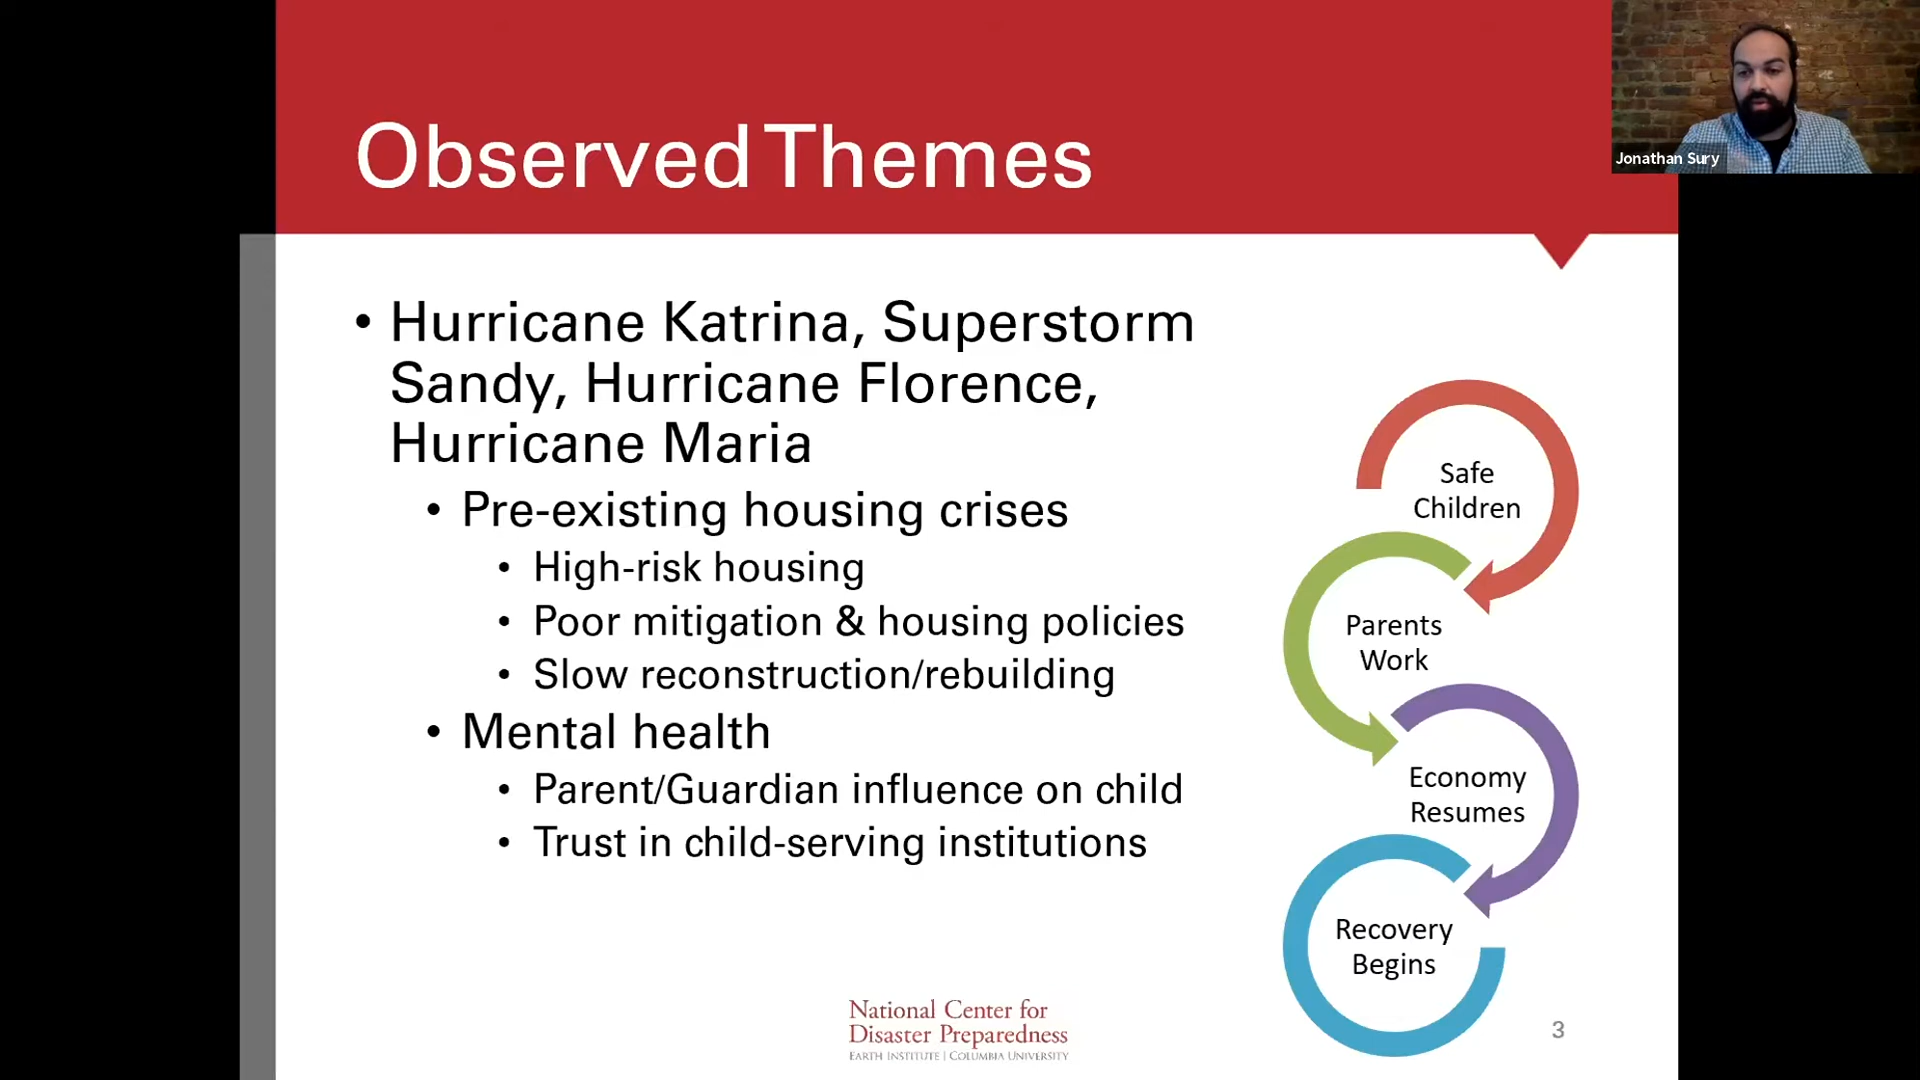 Observed Themes
Jonathan Sury
• Hurricane Katrina, Superstorm
Sandy, Hurricane Florence,
Hurricane Maria
• Pre-existing housing crises
• High-risk housing
• Poor mitigation & housing policies
• Slow reconstruction/rebuilding
• Mental health
• Parent/Guardian influence on child
• Trust in child-serving institutions
Safe
Children
Parents
Work
Economy
Resumes
Recovery
Begins
National Center for
Disaster Preparedness
EARTH INSTITUTE | COLUMBIA UNIVERSITY
3